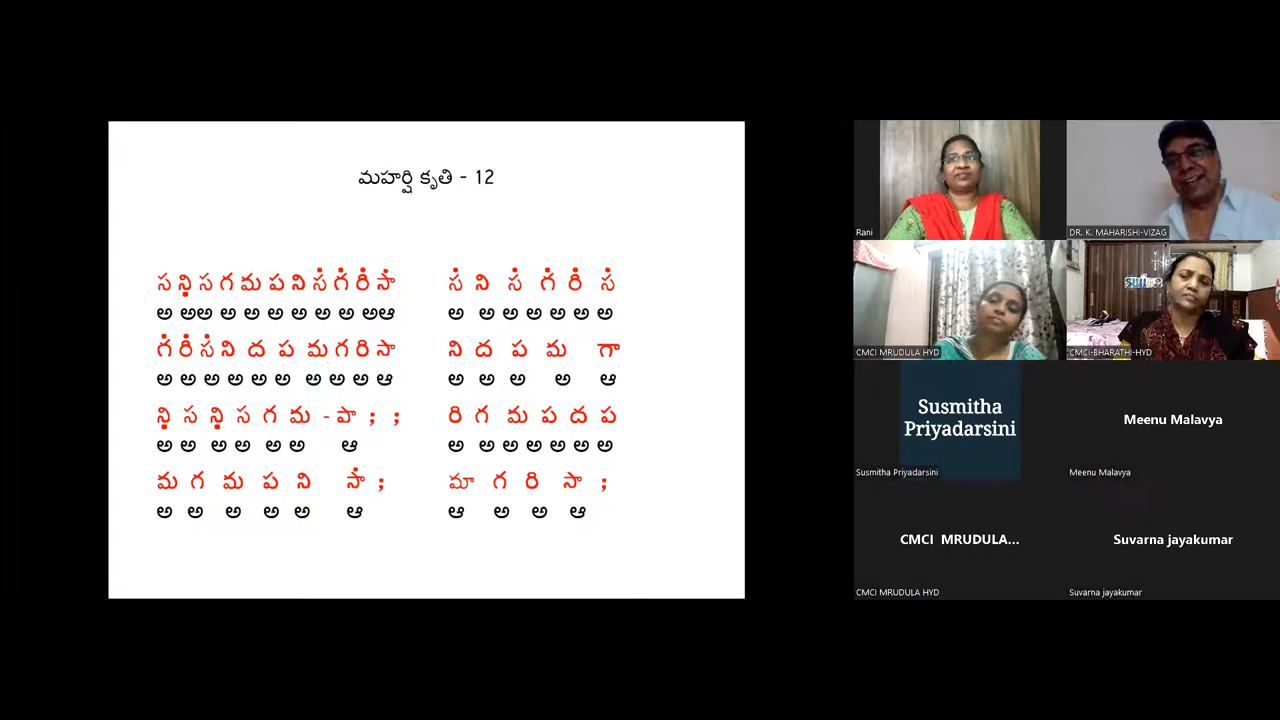 మహర్షి కృతి - 12
స ని̣ స గ మ ప ని స̇ గ̇ రి̇ సా̇ స̇ ని స̇ గ̇ రి̇ స̇
అ అఅ అ అ అ అ అ అ అఅ అ అ అ అ అ అ అ
గ̇ రి̇ స̇ ని ద ప మ గ రి సా ని ద ప మ గా
అ అ అ అ అ అ అ అ అ ఆ అ అ అ అ ఆ
ని̣ స ని̣ స గ మ - పా ; ; రి గ మ ప ద ప
అ అ అ అ అ అ ఆ అ అ అ అ అ అ అ
మ గ మ ప ని సా̇ ; మా గ రి సా ;
అ అ అ అ అ ఆ ఆ అ అ ఆ
Rani
DR. K. MAHARISHI-VIZAG
CMCI MRUDULA HYD
CMCI-BHARATHI-HYD
Susmitha
Priyadarsini
Susmitha Priyadarsini
Meenu Malavya
Meenu Malavya
CMCI MRUDULA...
CMCI MRUDULA HYD
Suvarna jayakumar
Suvarna jayakumar